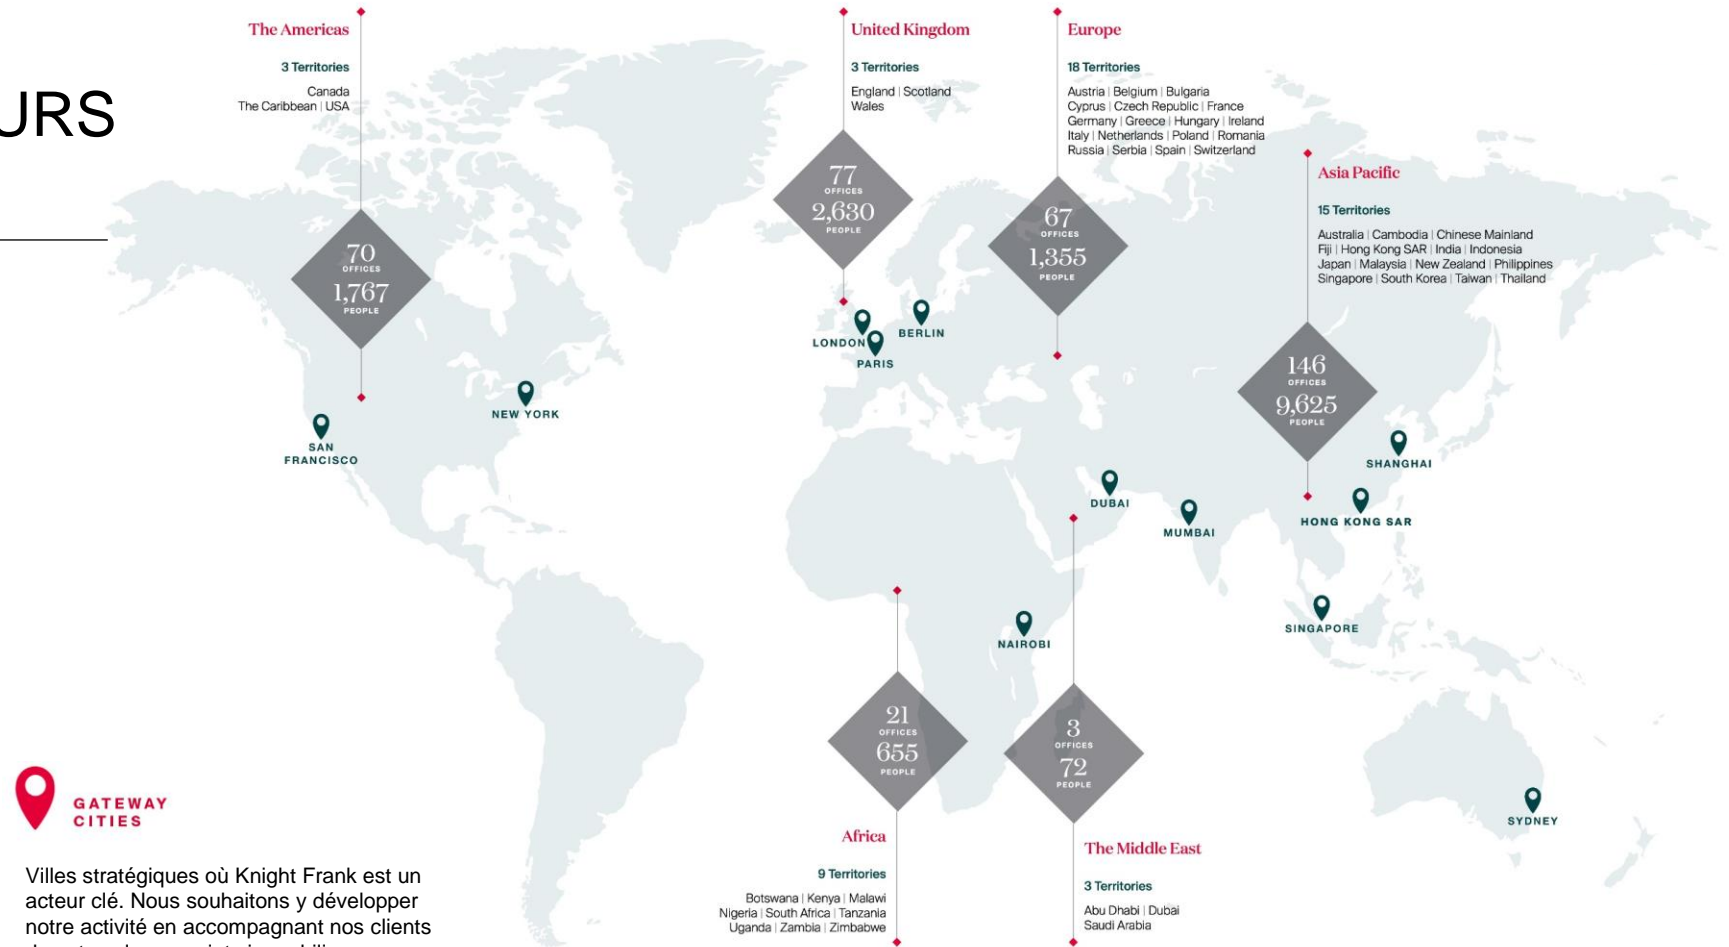 URS
The Americas
3 Territories
Canada
The Caribbean | USA
70
OFFICES
1,767
PEOPLE
United Kingdom
3 Territories
England | Scotland
Wales
77
OFFICES
2,630
PEOPLE
Europe
18 Territories
Austria | Belgium | Bulgaria
Cyprus | Czech Republic | France
Germany | Greece | Hungary | Ireland
Italy | Netherlands | Poland | Romania
Russia | Serbia | Spain | Switzerland
67
OFFICES
1,355
PEOPLE
Asia Pacific
15 Territories
Australia | Cambodia | Chinese Mainland
Fiji | Hong Kong SAR | India | Indonesia
Japan | Malaysia | New Zealand | Philippines
Singapore | South Korea | Taiwan | Thailand
146
OFFICES
9,625
PEOPLE
LONDON
PARIS
BERLIN
NEW YORK
SAN
FRANCISCO
SHANGHAI
HONG KONG SAR
DUBAI
MUMBAI
SINGAPORE
NAIROBI
SYDNEY
21
OFFICES
655
PEOPLE
Africa
9 Territories
Botswana | Kenya | Malawi
Nigeria | South Africa | Tanzania
Uganda | Zambia | Zimbabwe
3
OFFICES
72
PEOPLE
The Middle East
3 Territories
Abu Dhabi | Dubai
Saudi Arabia
GATEWAY
CITIES
Villes stratégiques où Knight Frank est un
acteur clé. Nous souhaitons y développer
notre activité en accompagnant nos clients